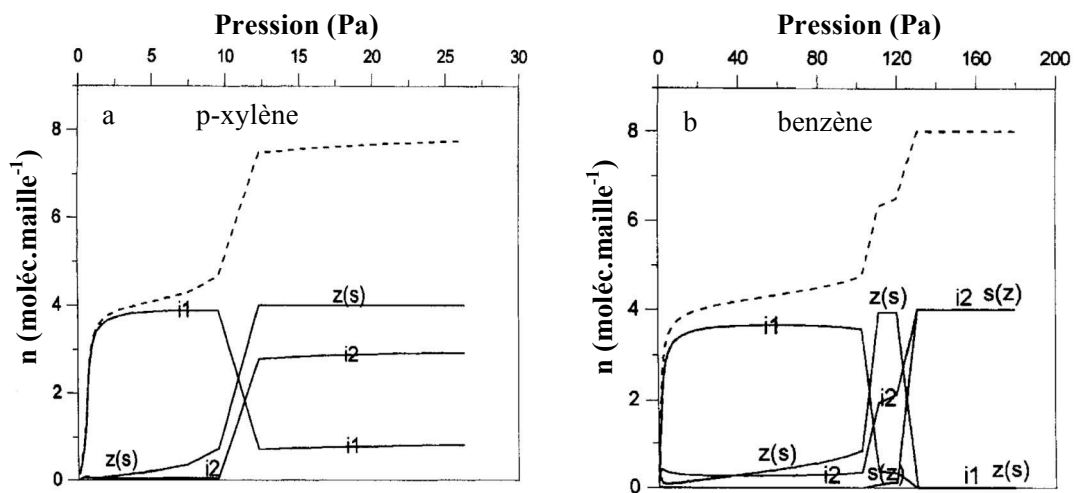 Pression (Pa)
0 5 10 15 20 25 30
a p-xylène
n (moléc.maille⁻¹)
8
6
4
2
0
i1
z(s)
i2
i1
z(s)
i2
Pression (Pa)
0 40 80 120 160 200
b benzène
n (moléc.maille⁻¹)
8
6
4
2
0
z(s)
i2 s(z)
i1
i2
z(s)
i2
s(z)
i1 z(s)